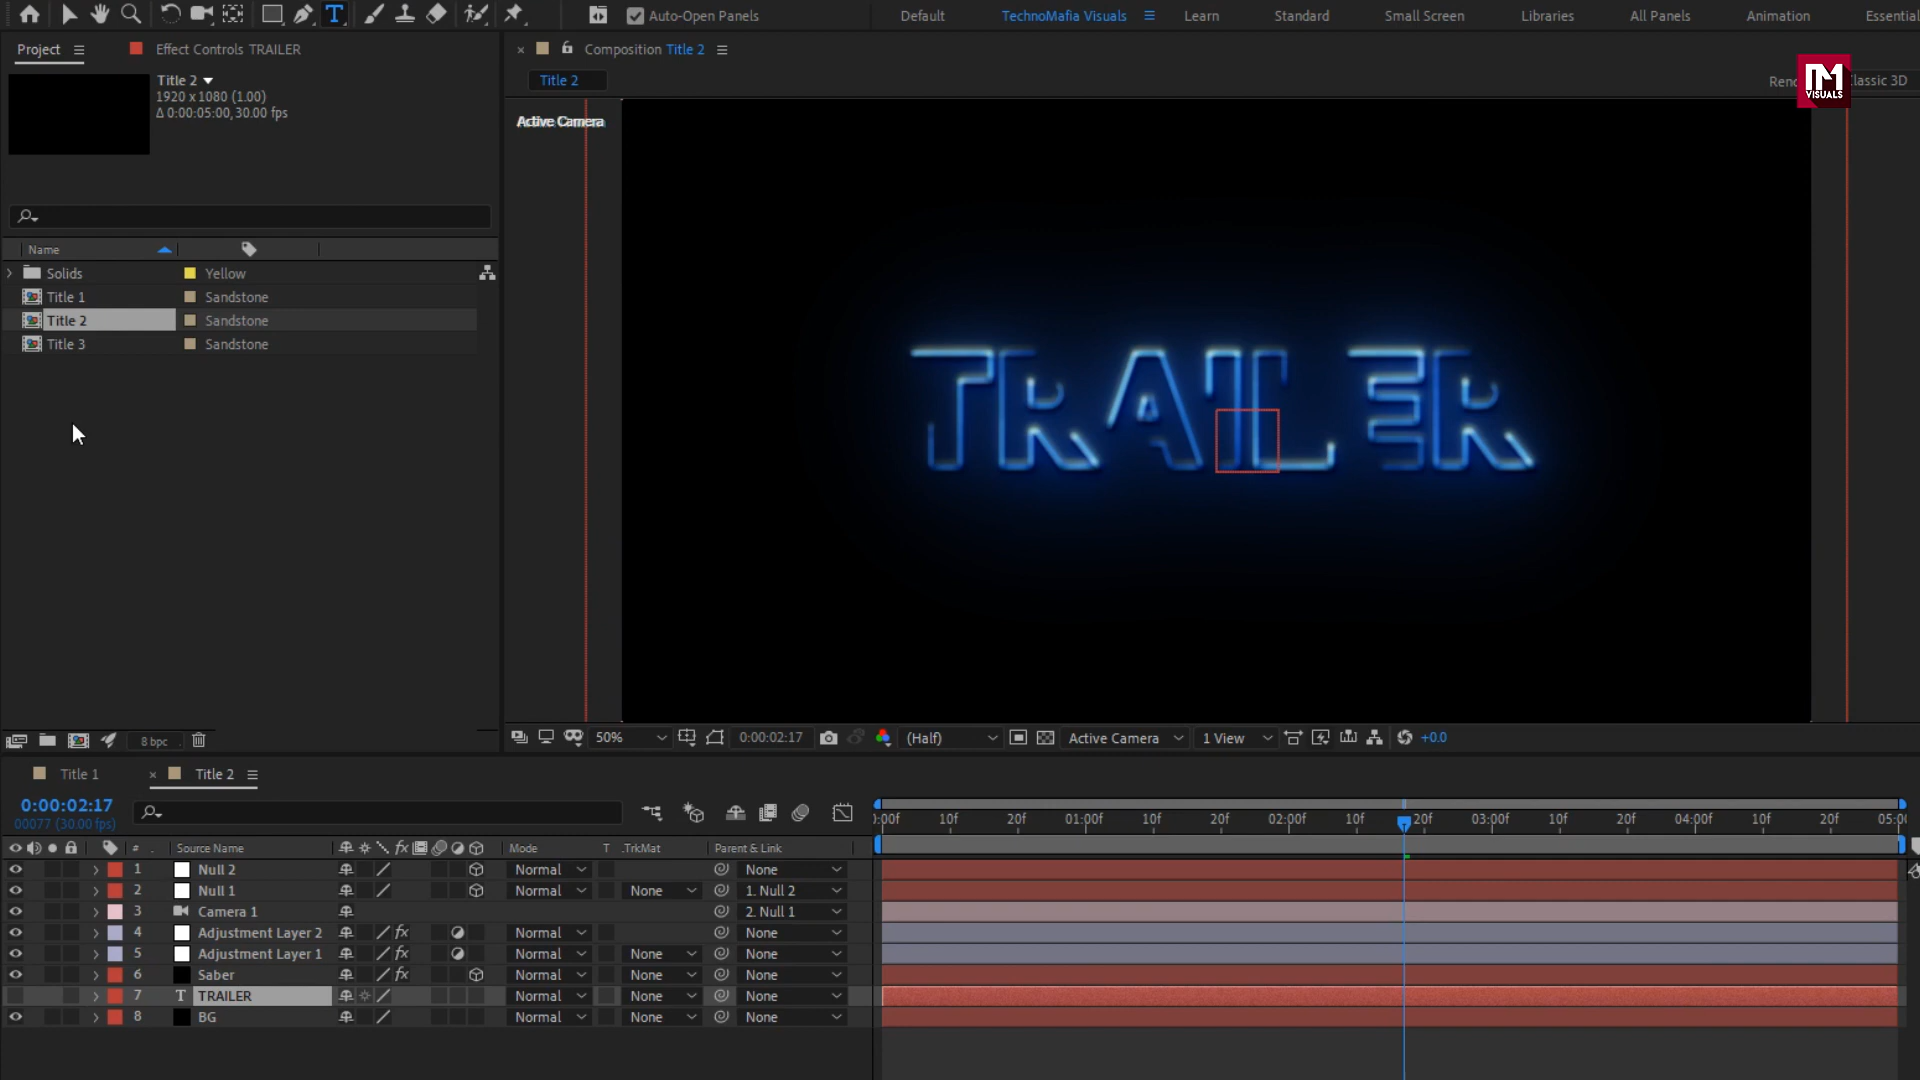 Auto-Open Panels
Default
TechnoMafia Visuals
Learn
Standard
Small Screen
Libraries
All Panels
Animation
Essential
Project
Effect Controls TRAILER
Composition Title 2
Title 2
1920 x 1080 (1.00)
Δ 0:00:05:00, 30.00 fps
Title 2
Classic 3D
VISUALS
Active Camera
Name
Solids Yellow
Title 1 Sandstone
Title 2 Sandstone
Title 3 Sandstone
TRAILER
8 bpc
50%
0:00:02:17
(Half)
Active Camera
1 View
+0.0
Title 1
Title 2
0:00:02:17
00077 (30.00 fps)
:00f 10f 20f 01:00f 10f 20f 02:00f 10f 20f 03:00f 10f 20f 04:00f 10f 20f 05:00
# Source Name Mode T .TrkMat Parent & Link
1 Null 2 Normal None
2 Null 1 Normal None 1. Null 2
3 Camera 1 2. Null 1
4 Adjustment Layer 2 fx Normal None
5 Adjustment Layer 1 fx Normal None None
6 Saber fx Normal None None
7 T TRAILER Normal None None
8 BG Normal None None